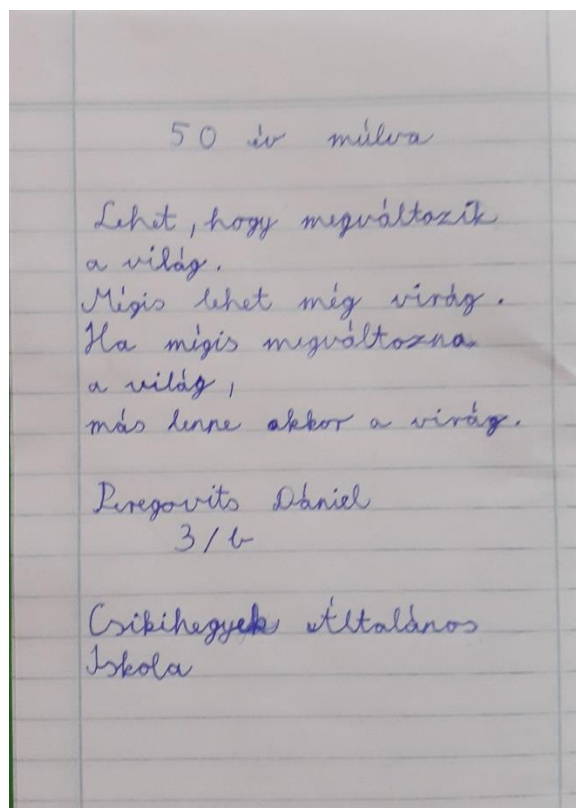 50 év múlva
Lehet, hogy megváltozik
a világ.
Mégis lehet még virág.
Ha mégis megváltozna
a világ,
más lenne akkor a virág.
Peregovits Dániel
3/b
Csikihegyek Általános
Iskola